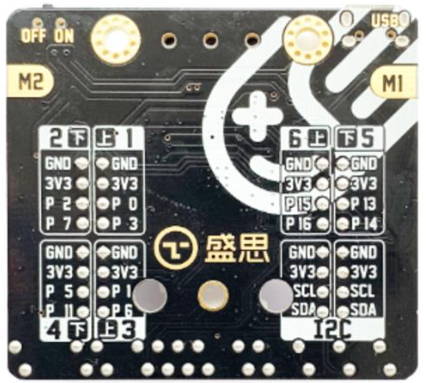 OFF ON
USB
M2
M1
2 下 上 1
GND GND
3V3 3V3
P 2 P 0
P 7 P 3
6 上 下 5
GND GND
3V3 3V3
P15 P 13
P16 P 14
盛思
GND GND
3V3 3V3
P 5 P 1
P 11 P 6
4 下 上 3
GND GND
3V3 3V3
SCL SCL
SDA SDA
I2C